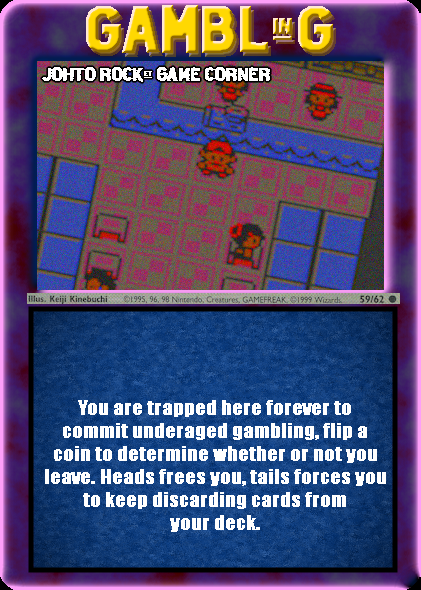 GAMBLING
JOHTO ROCKET GAME CORNER
Illus. Keiji Kinebuchi ©1995, 96, 98 Nintendo, Creatures, GAMEFREAK. ©1999 Wizards. 59/62
You are trapped here forever to
commit underaged gambling, flip a
coin to determine whether or not you
leave. Heads frees you, tails forces you
to keep discarding cards from
your deck.